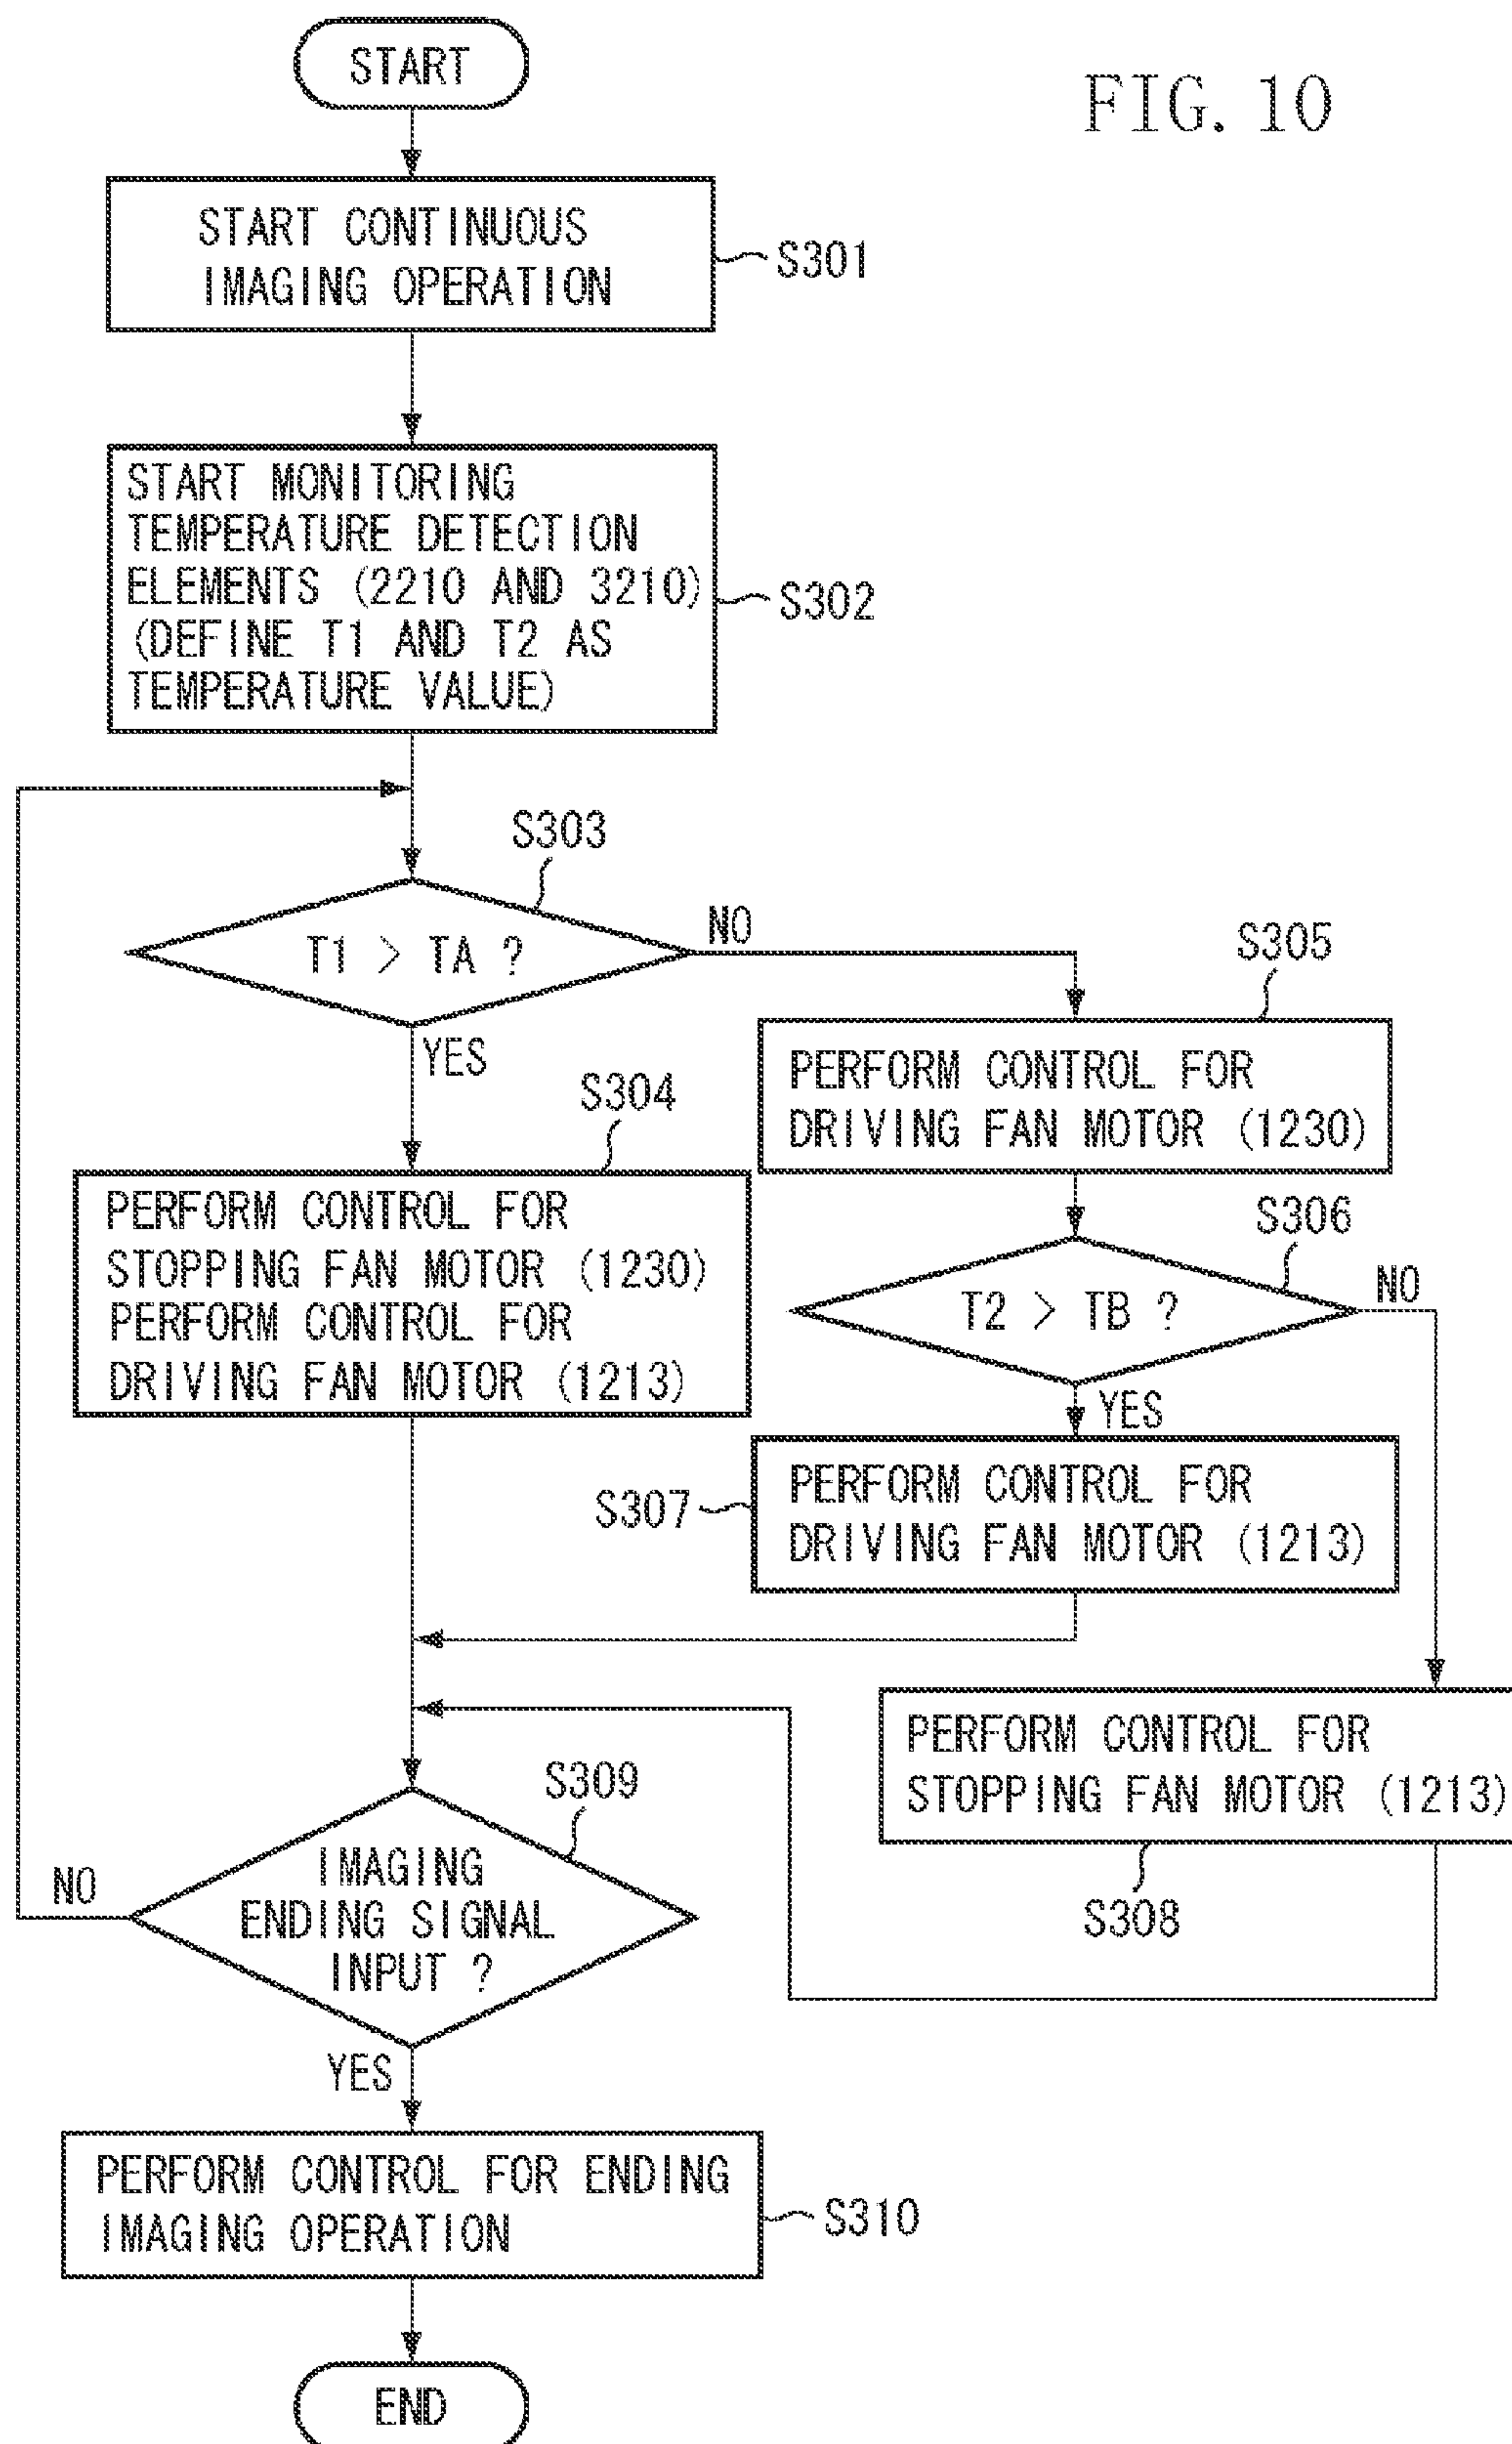 FIG. 10
START
START CONTINUOUS
IMAGING OPERATION
S301
START MONITORING
TEMPERATURE DETECTION
ELEMENTS (2210 AND 3210)
(DEFINE T1 AND T2 AS
TEMPERATURE VALUE)
S302
S303
T1 > TA ?
NO
YES
S304
PERFORM CONTROL FOR
STOPPING FAN MOTOR (1230)
PERFORM CONTROL FOR
DRIVING FAN MOTOR (1213)
S305
PERFORM CONTROL FOR
DRIVING FAN MOTOR (1230)
S306
T2 > TB ?
NO
YES
S307
PERFORM CONTROL FOR
DRIVING FAN MOTOR (1213)
PERFORM CONTROL FOR
STOPPING FAN MOTOR (1213)
S308
S309
IMAGING
ENDING SIGNAL
INPUT ?
NO
YES
PERFORM CONTROL FOR ENDING
IMAGING OPERATION
S310
END